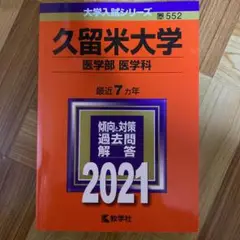 大学入試シリーズ
552
久留米大学
医学部 医学科
最近7カ年
傾向と対策
過去問
解答
2021
教学社